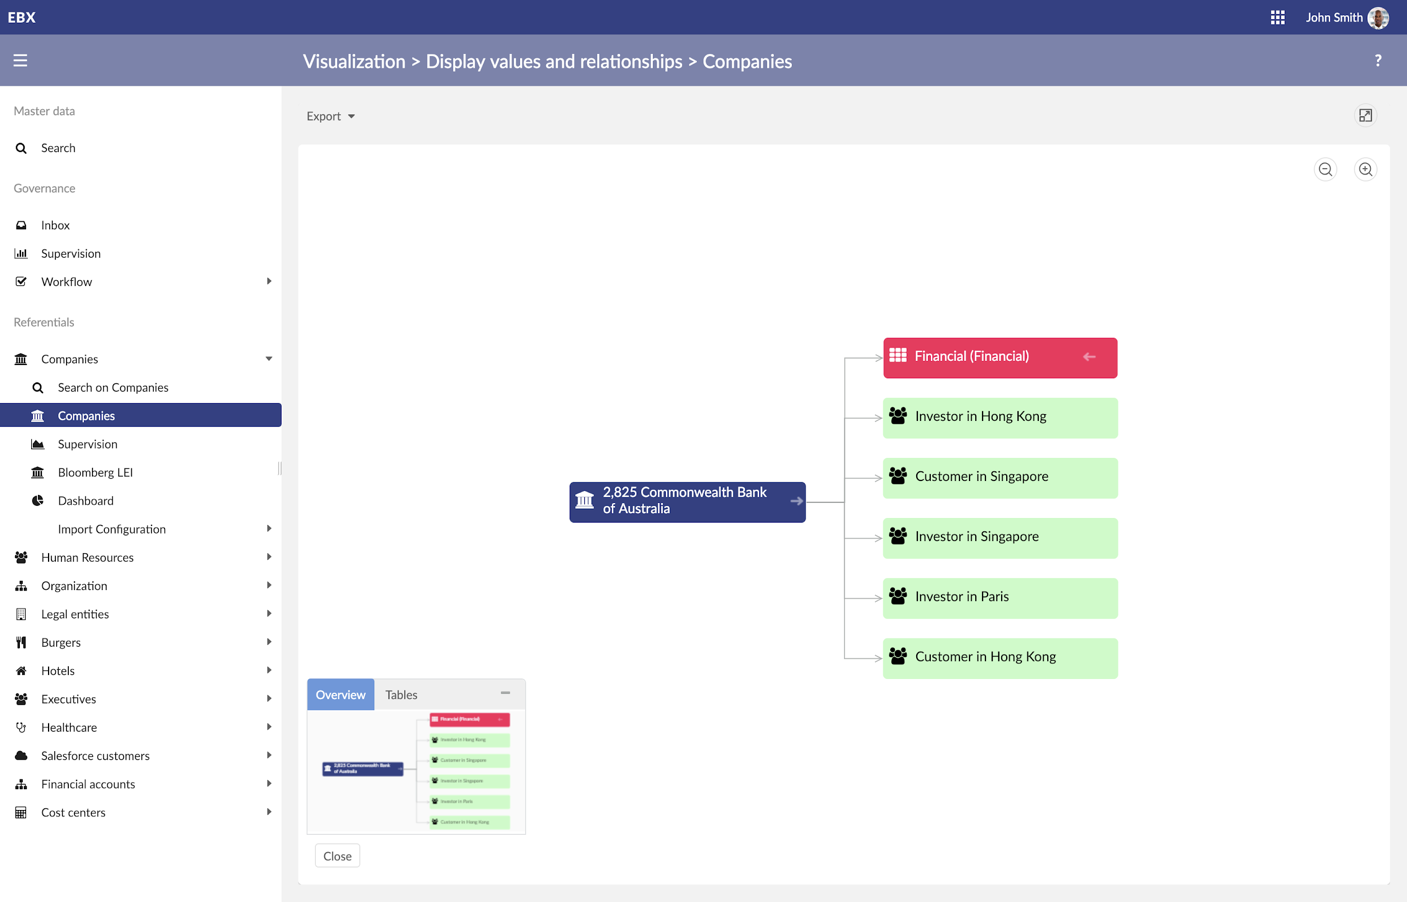 EBX
John Smith
Visualization > Display values and relationships > Companies
?
Master data
Search
Governance
Inbox
Supervision
Workflow
Referentials
Companies
Search on Companies
Companies
Supervision
Bloomberg LEI
Dashboard
Import Configuration
Human Resources
Organization
Legal entities
Burgers
Hotels
Executives
Healthcare
Salesforce customers
Financial accounts
Cost centers
Export
2,825 Commonwealth Bank
of Australia
Financial (Financial)
Investor in Hong Kong
Customer in Singapore
Investor in Singapore
Investor in Paris
Customer in Hong Kong
Overview
Tables
2,825 Commonwealth Bank
of Australia
Financial (Financial)
Investor in Hong Kong
Customer in Singapore
Investor in Singapore
Investor in Paris
Customer in Hong Kong
Close